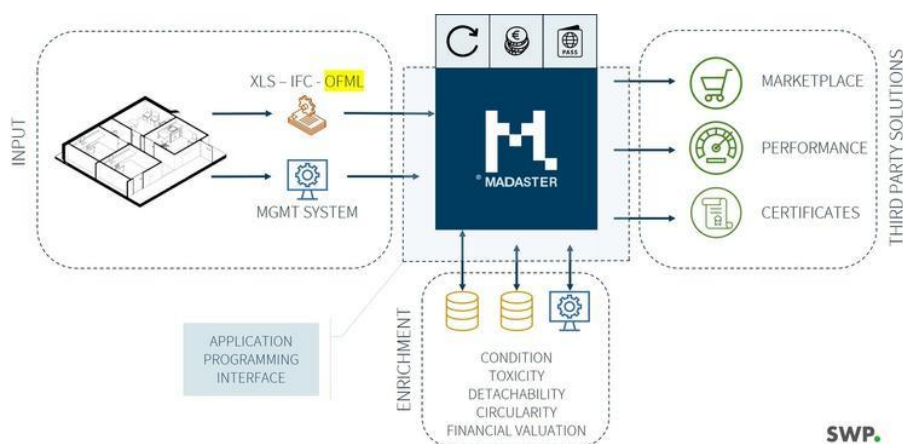 INPUT
XLS – IFC - OFML
MGMT SYSTEM
€
PASS
® MADASTER
MARKETPLACE
PERFORMANCE
CERTIFICATES
THIRD PARTY SOLUTIONS
APPLICATION
PROGRAMMING
INTERFACE
ENRICHMENT
CONDITION
TOXICITY
DETACHABILITY
CIRCULARITY
FINANCIAL VALUATION
SWP.